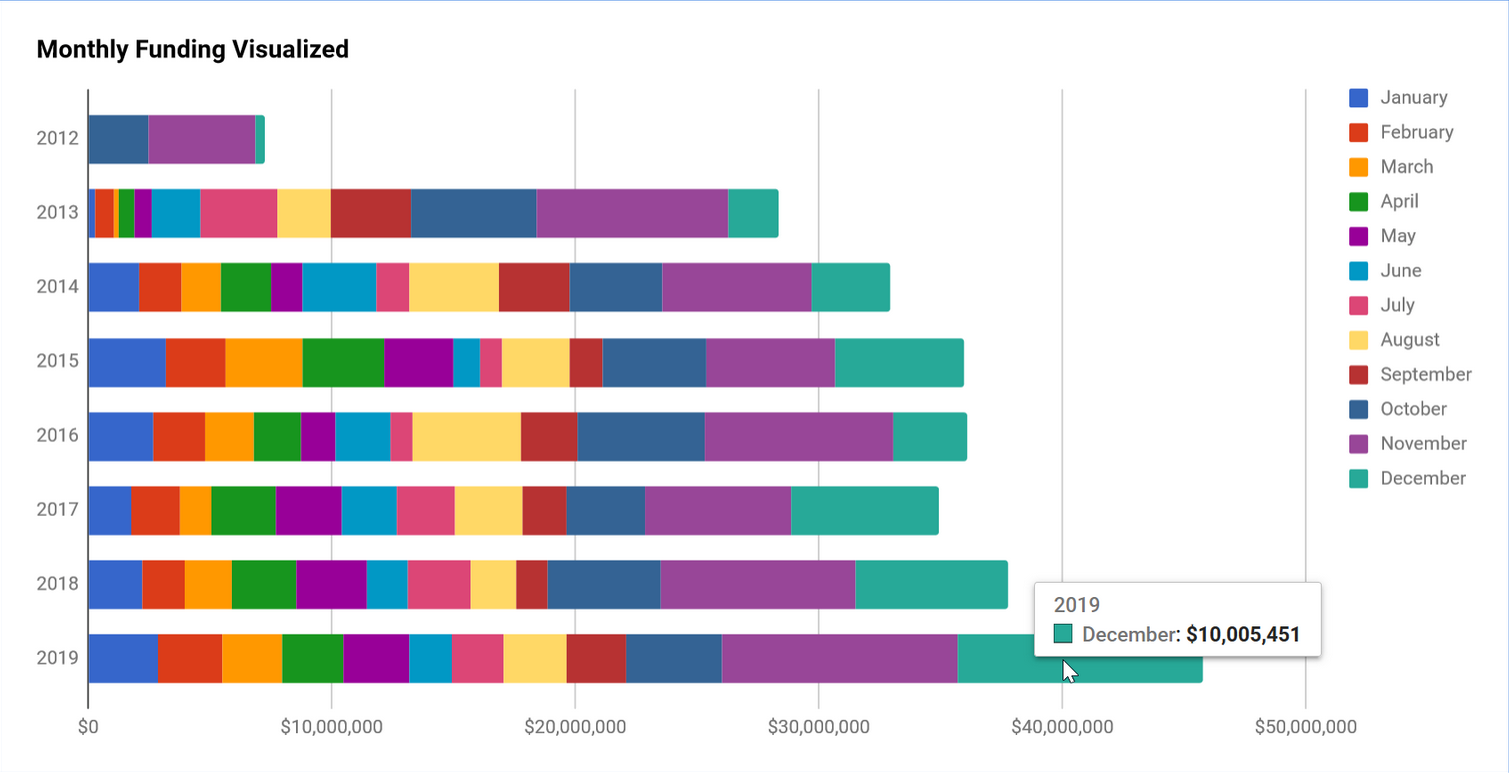 Monthly Funding Visualized
2012
2013
2014
2015
2016
2017
2018
2019
$0
$10,000,000
$20,000,000
$30,000,000
$40,000,000
$50,000,000
January
February
March
April
May
June
July
August
September
October
November
December
2019
December: $10,005,451